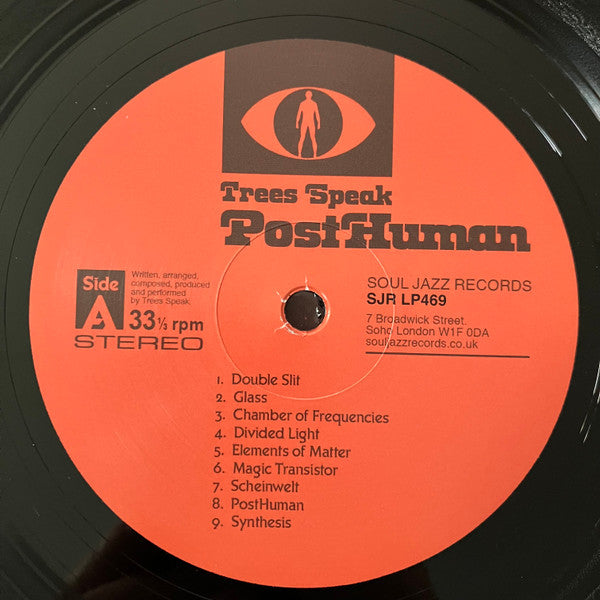 Trees Speak
PostHuman
Side
A
Written, arranged,
composed, produced
and performed
by Trees Speak.
33⅓ rpm
STEREO
SOUL JAZZ RECORDS
SJR LP469
7 Broadwick Street.
Soho London W1F 0DA
souljazzrecords.co.uk
1. Double Slit
2. Glass
3. Chamber of Frequencies
4. Divided Light
5. Elements of Matter
6. Magic Transistor
7. Scheinwelt
8. PostHuman
9. Synthesis